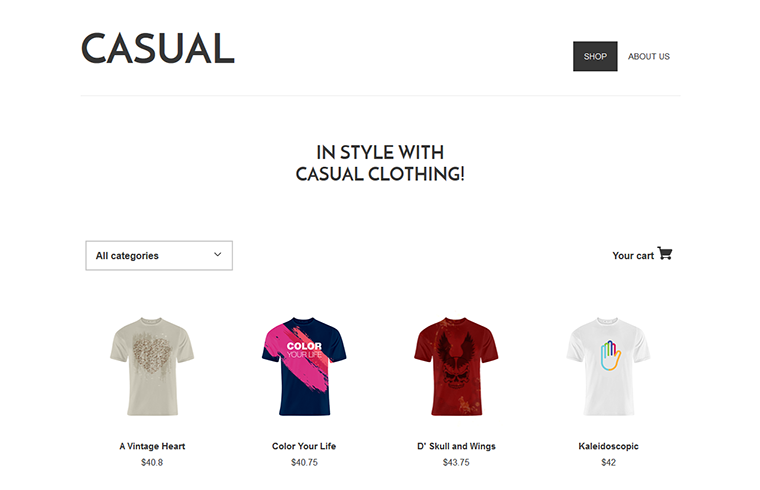 CASUAL
SHOP
ABOUT US
IN STYLE WITH
CASUAL CLOTHING!
All categories
Your cart
COLOR
YOUR LIFE
A Vintage Heart
Color Your Life
D' Skull and Wings
Kaleidoscopic
$40.8
$40.75
$43.75
$42